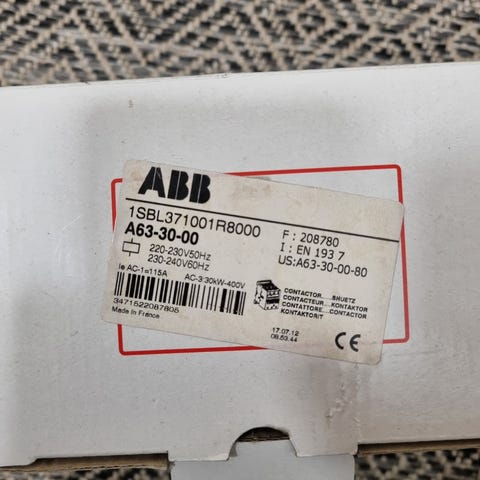 ABB
1SBL371001R8000
A63-30-00
220-230V50Hz
230-240V60Hz
F : 208780
I : EN 193 7
US:A63-30-00-80
Ie AC-1=115A AC-3:30kW-400V
3471522087805
Made in France
CONTACTOR....SHUETZ
CONTACTEUR...KONTAKTOR
CONTATTORE...CONTACTOR
KONTAKTORIT
17.07.12
08.53.44
CE